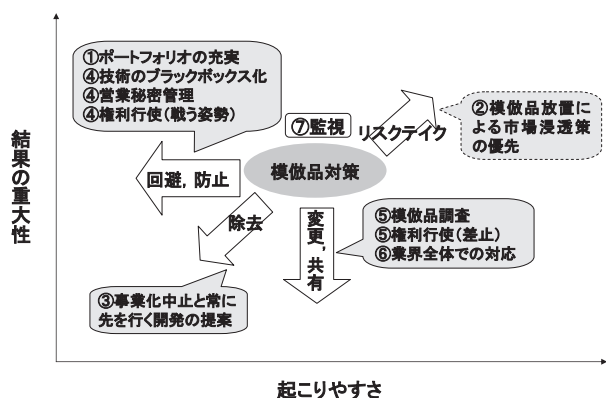 ①ポートフォリオの充実
④技術のブラックボックス化
④営業秘密管理
④権利行使(戦う姿勢)
⑦監視
リスクテイク
②模倣品放置に
よる市場浸透策
の優先
結果の重大性
回避，防止
模倣品対策
除去
変更，共有
⑤模倣品調査
⑤権利行使(差止)
⑥業界全体での対応
③事業化中止と常に
先を行く開発の提案
起こりやすさ